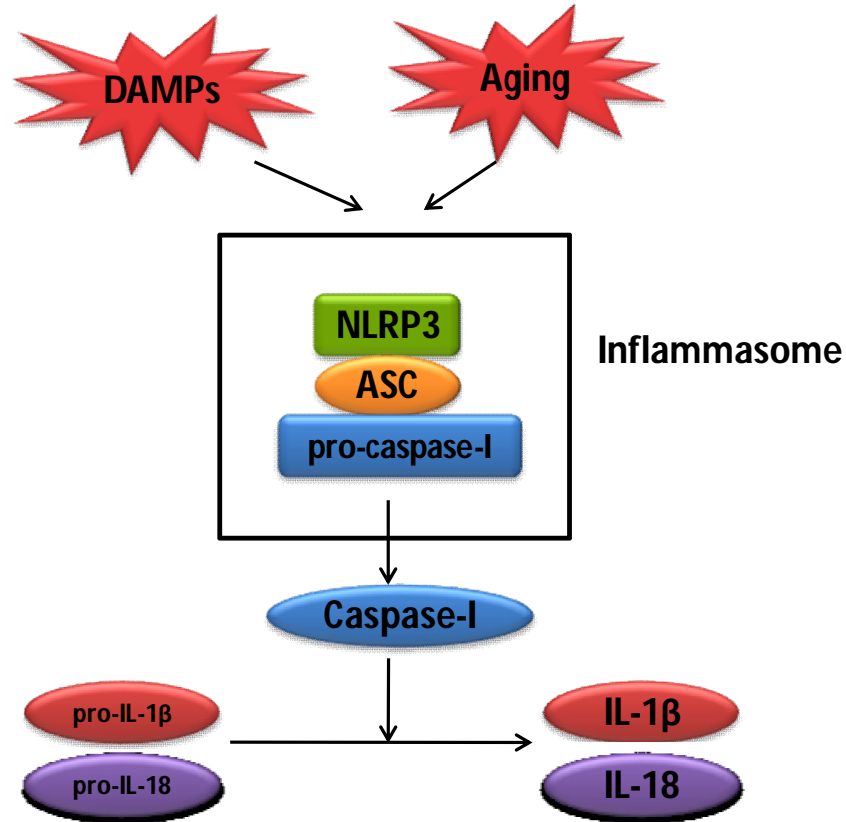 DAMPs
Aging
NLRP3
ASC
pro-caspase-I
Inflammasome
Caspase-I
pro-IL-1β
IL-1β
pro-IL-18
IL-18